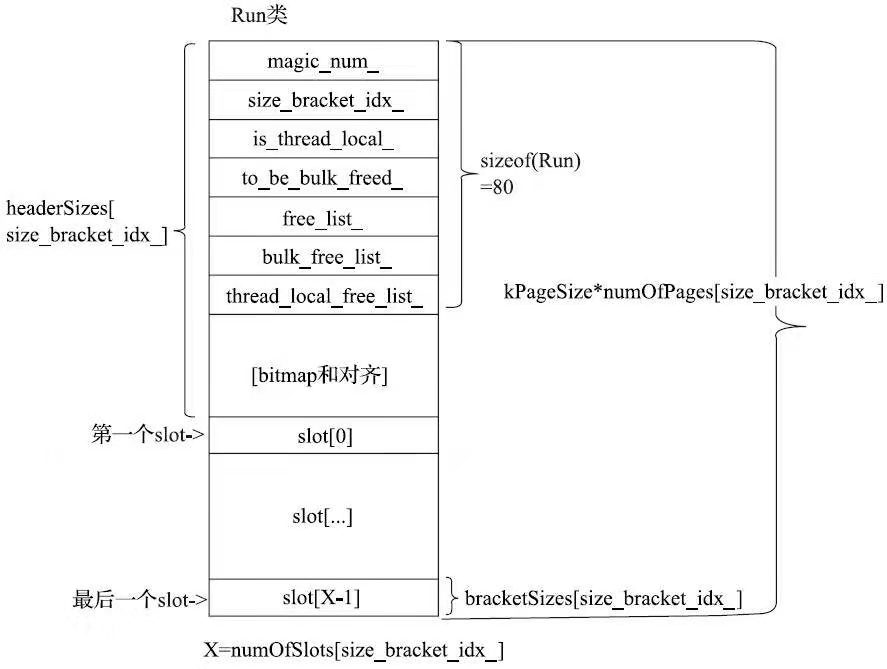 Run类
magic_num_
size_bracket_idx_
is_thread_local_
to_be_bulk_freed_
free_list_
bulk_free_list_
thread_local_free_list_
[bitmap和对齐]
slot[0]
slot[...]
slot[X-1]
headerSizes[
size_bracket_idx_]
第一个slot->
最后一个slot->
sizeof(Run)
=80
kPageSize*numOfPages[size_bracket_idx_]
bracketSizes[size_bracket_idx_]
X=numOfSlots[size_bracket_idx_]